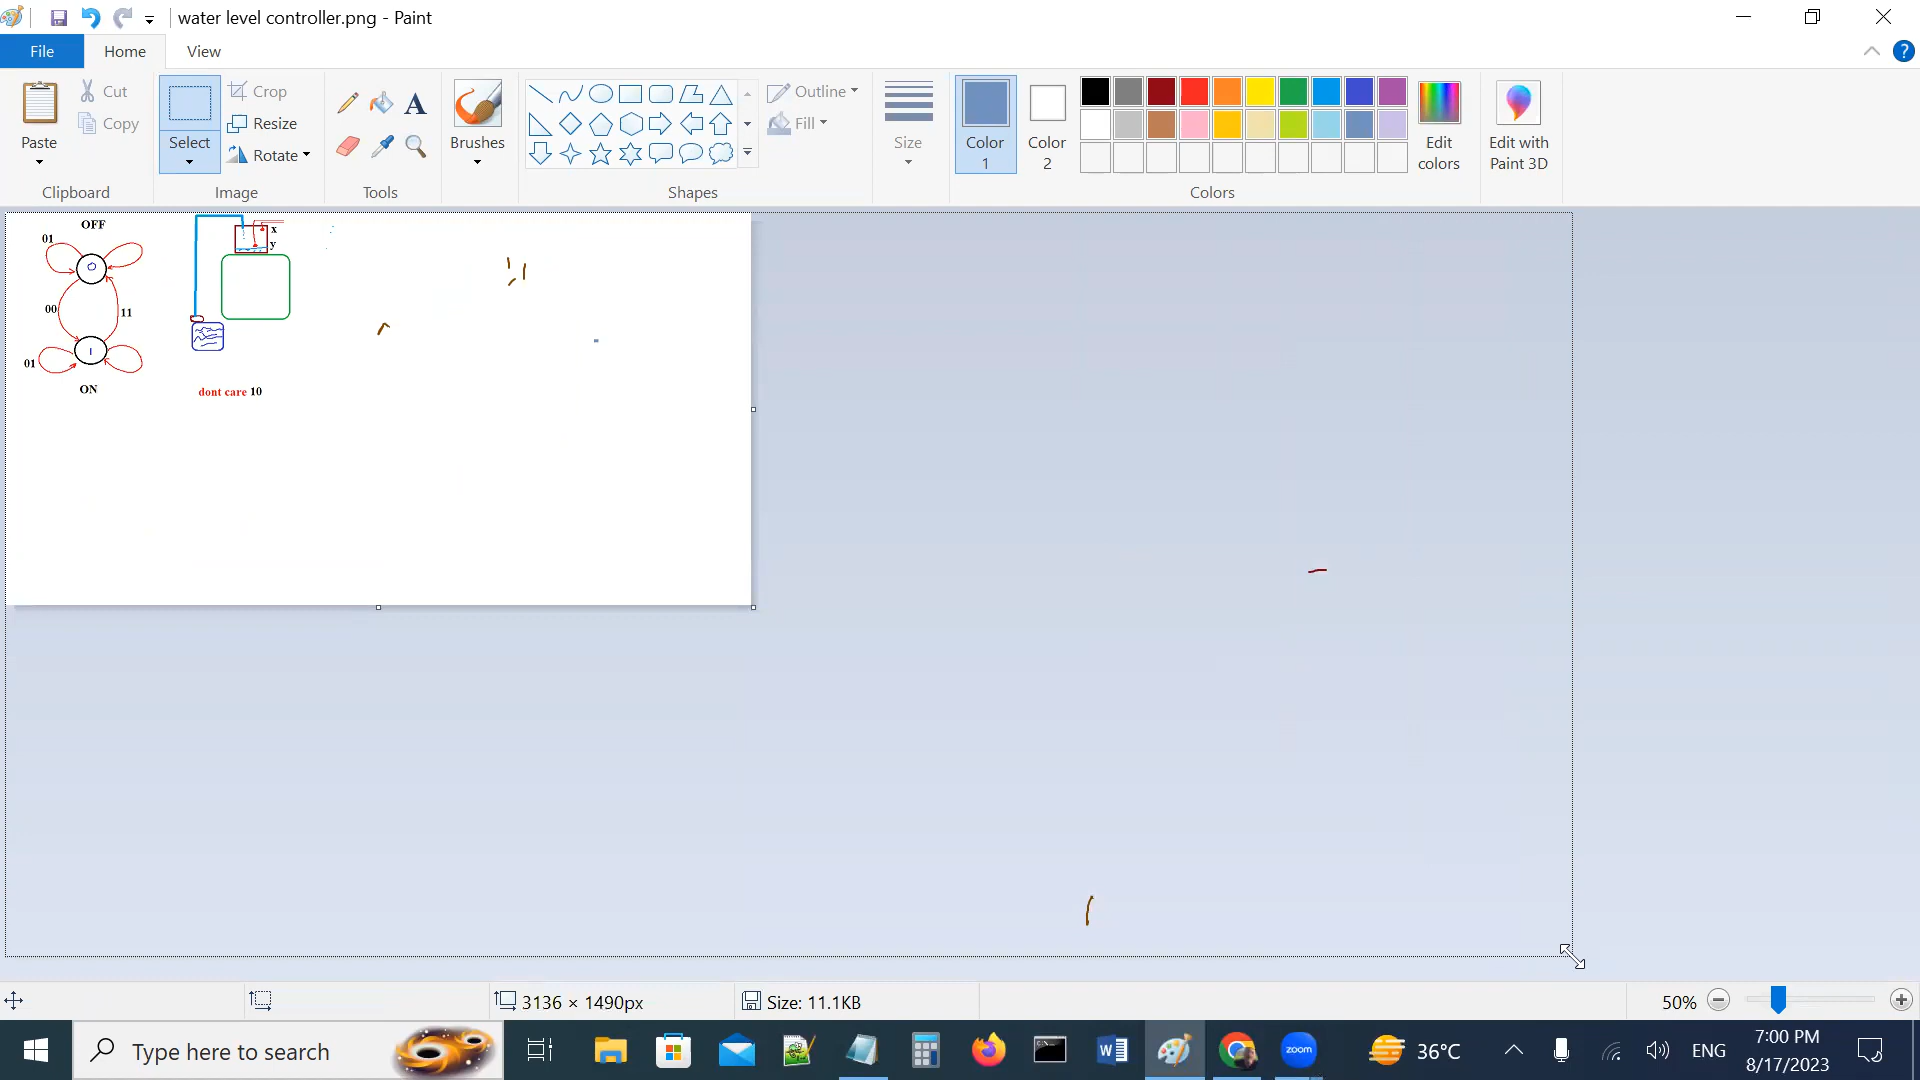 water level controller.png - Paint
File Home View
Paste
Cut
Copy
Clipboard
Select
Crop
Resize
Rotate
Image
Tools
Brushes
Shapes
Outline
Fill
Size
Color 1
Color 2
Colors
Edit colors
Edit with Paint 3D
OFF
01
0
00
11
1
01
ON
x
y
dont care 10
3136 × 1490px
Size: 11.1KB
50%
Type here to search
zoom
36°C
ENG
7:00 PM
8/17/2023